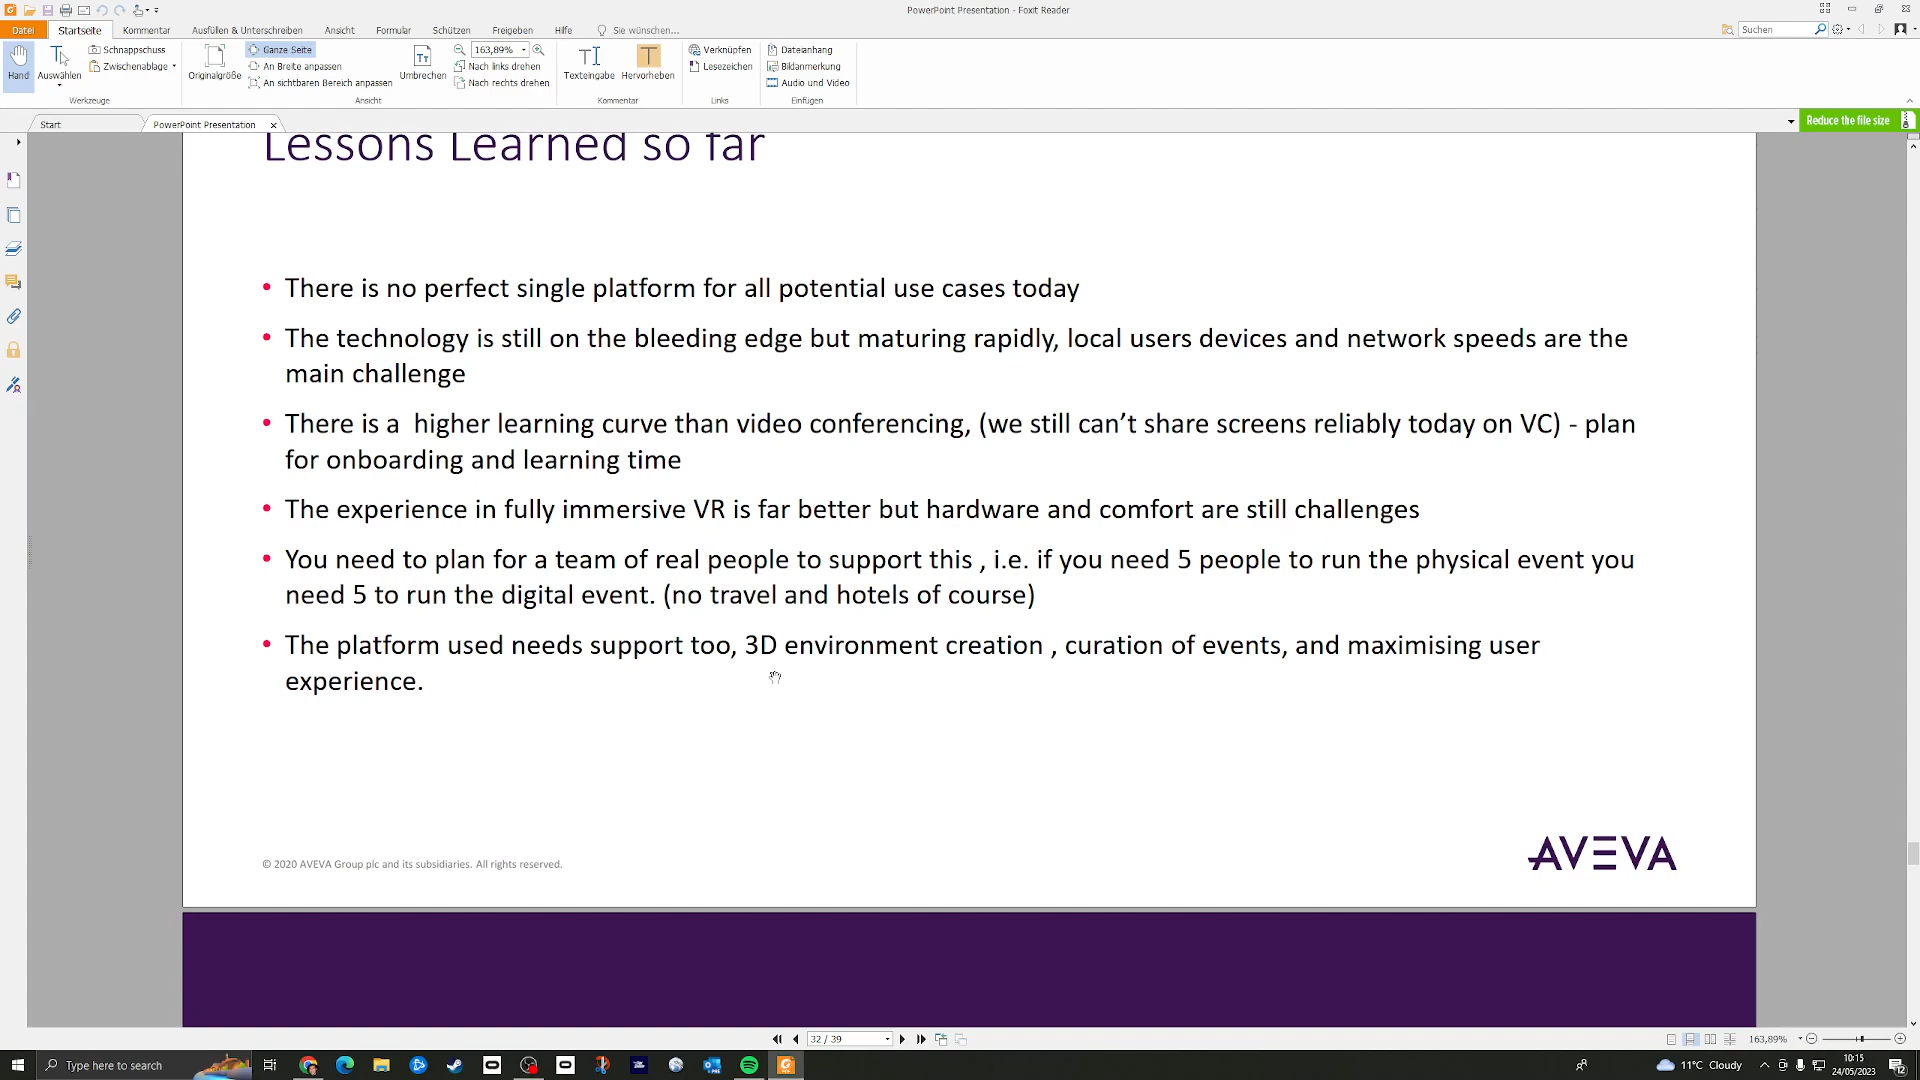 PowerPoint Presentation - Foxit Reader
Datei Startseite Kommentar Ausfüllen & Unterschreiben Ansicht Formular Schützen Freigeben Hilfe Sie wünschen... Suchen
Hand
Auswählen
Schnappschuss
Zwischenablage
Werkzeuge
Originalgröße
Ganze Seite
An Breite anpassen
An sichtbaren Bereich anpassen
Umbrechen
163,89%
Nach links drehen
Nach rechts drehen
Ansicht
Texteingabe
Hervorheben
Kommentar
Verknüpfen
Lesezeichen
Links
Dateianhang
Bildanmerkung
Audio und Video
Einfügen
Start PowerPoint Presentation Reduce the file size
Lessons Learned so far
• There is no perfect single platform for all potential use cases today
• The technology is still on the bleeding edge but maturing rapidly, local users devices and network speeds are the
main challenge
• There is a  higher learning curve than video conferencing, (we still can’t share screens reliably today on VC) - plan
for onboarding and learning time
• The experience in fully immersive VR is far better but hardware and comfort are still challenges
• You need to plan for a team of real people to support this , i.e. if you need 5 people to run the physical event you
need 5 to run the digital event. (no travel and hotels of course)
• The platform used needs support too, 3D environment creation , curation of events, and maximising user
experience.
© 2020 AVEVA Group plc and its subsidiaries. All rights reserved.
AVEVA
32 / 39
163,89%
Type here to search
11°C Cloudy
10:15
24/05/2023